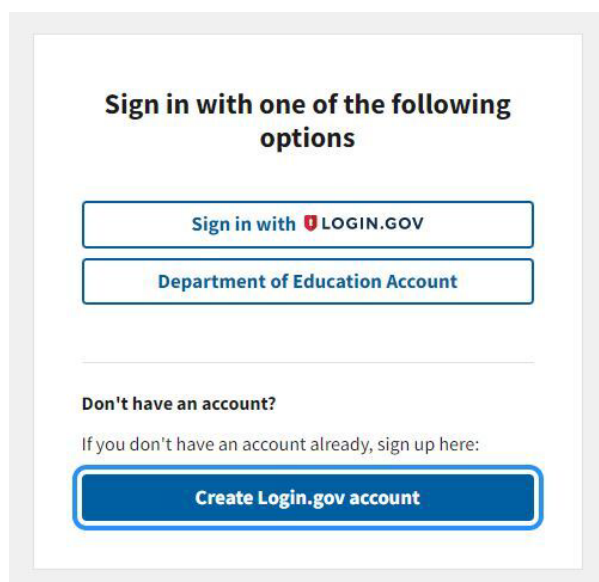 Sign in with one of the following
options
Sign in with LOGIN.GOV
Department of Education Account
Don't have an account?
If you don't have an account already, sign up here:
Create Login.gov account